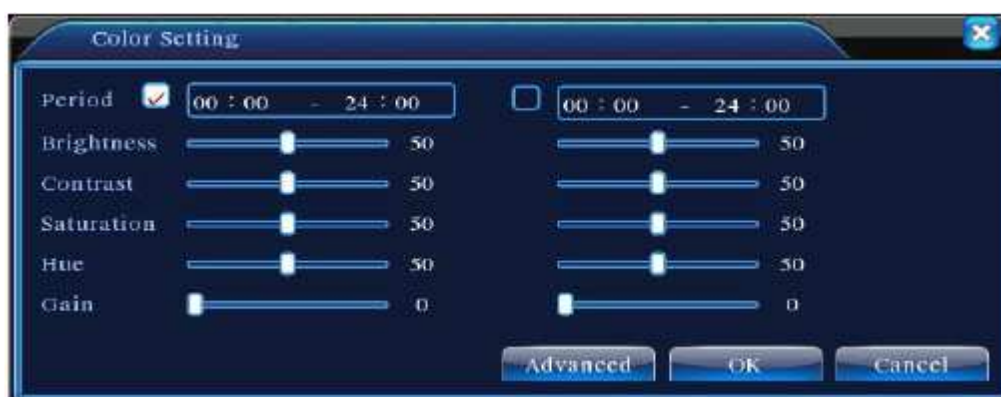 Color Setting
Period 00 : 00 - 24 : 00 00 : 00 - 24 : 00
Brightness 50 50
Contrast 50 50
Saturation 50 50
Hue 50 50
Gain 0 0
Advanced OK Cancel